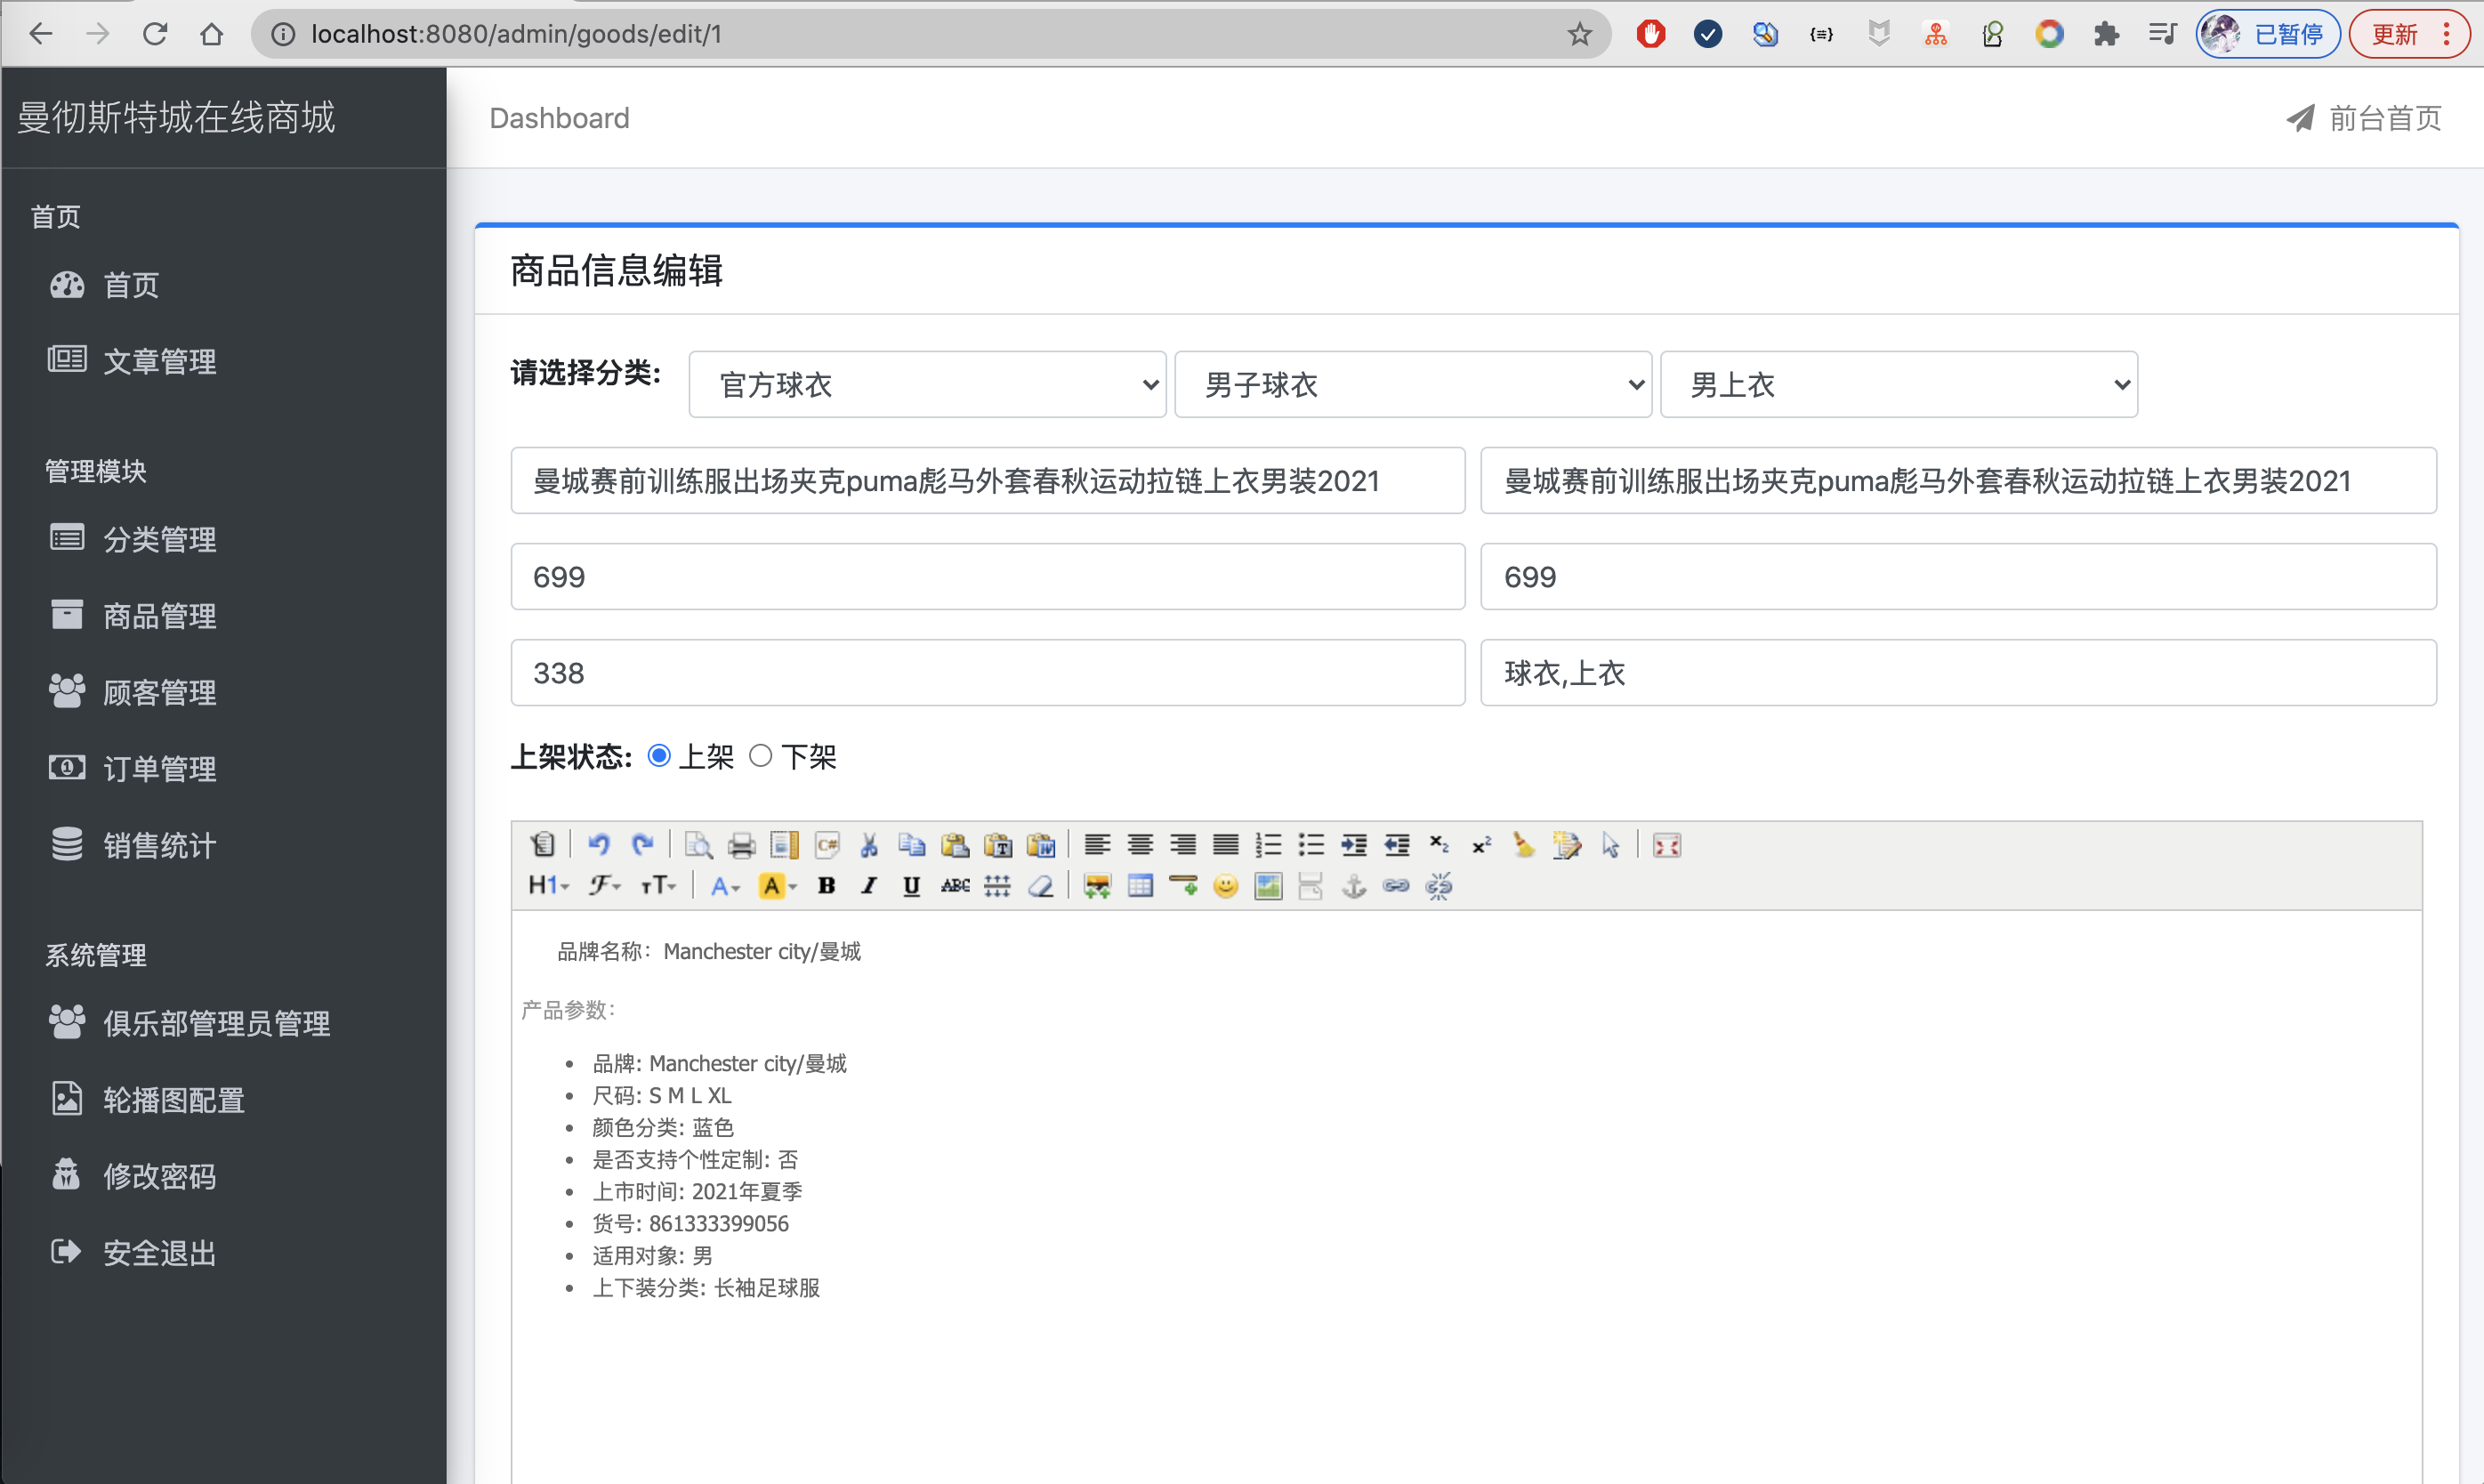 localhost:8080/admin/goods/edit/1
已暂停
更新
曼彻斯特城在线商城
Dashboard
前台首页
首页
首页
文章管理
管理模块
分类管理
商品管理
顾客管理
订单管理
销售统计
系统管理
俱乐部管理员管理
轮播图配置
修改密码
安全退出
商品信息编辑
请选择分类: 官方球衣 男子球衣 男上衣
曼城赛前训练服出场夹克puma彪马外套春秋运动拉链上衣男装2021 曼城赛前训练服出场夹克puma彪马外套春秋运动拉链上衣男装2021
699 699
338 球衣,上衣
上架状态: 上架 下架
品牌名称：Manchester city/曼城
产品参数：
品牌: Manchester city/曼城
尺码: S M L XL
颜色分类: 蓝色
是否支持个性定制: 否
上市时间: 2021年夏季
货号: 861333399056
适用对象: 男
上下装分类: 长袖足球服